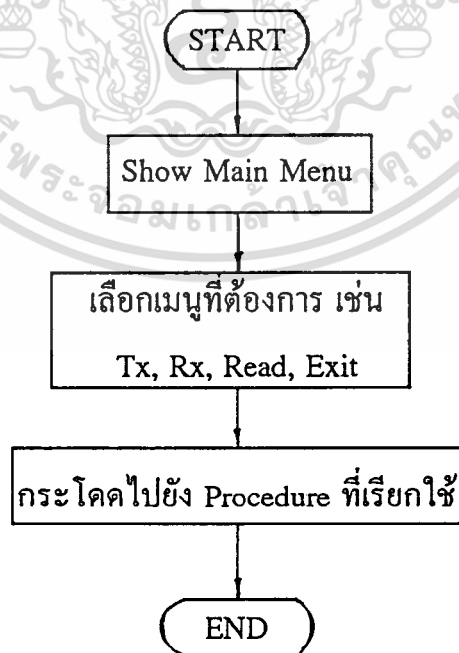 START
Show Main Menu
เลือกเมนูที่ต้องการ เช่น
Tx, Rx, Read, Exit
กระโดดไปยัง Procedure ที่เรียกใช้
END